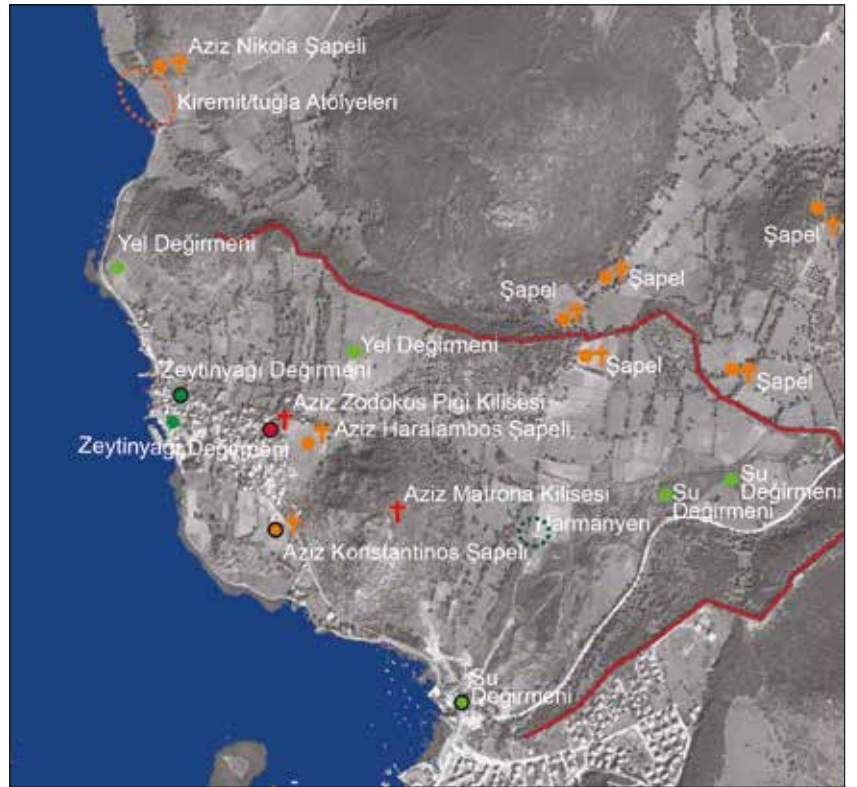 Aziz Nikola Şapeli
Kiremit/tuğla Atölyeleri
Şapel
Yel Değirmeni
Şapel
Şapel
Yel Değirmeni
Şapel
Zeytinyağı Değirmeni
Şapel
Aziz Zodokos Pigi Kilisesi
Aziz Haralambos Şapeli
Zeytinyağı Değirmeni
Su
Değirmeni
Aziz Matrona Kilisesi
Su
Değirmeni
Harmanyeri
Aziz Konstantinos Şapeli
Su
Değirmeni